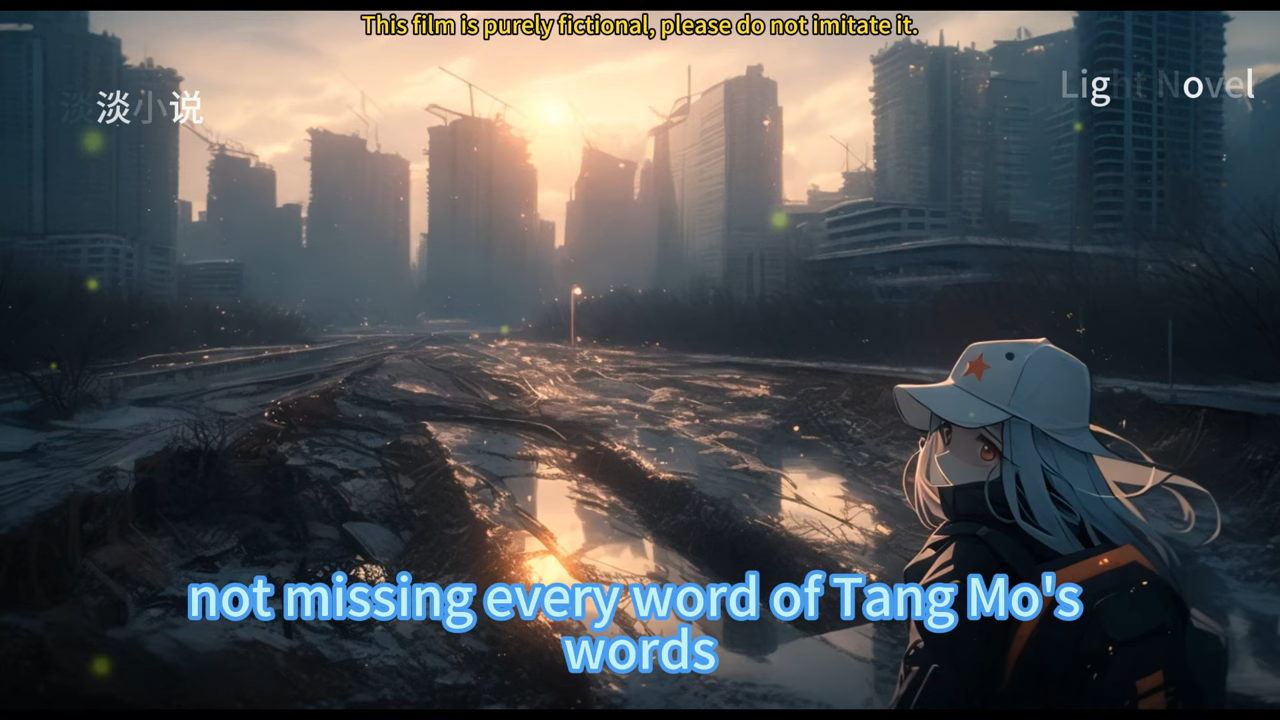 This film is purely fictional, please do not imitate it.
淡淡小说
Light Novel
not missing every word of Tang Mo's
words